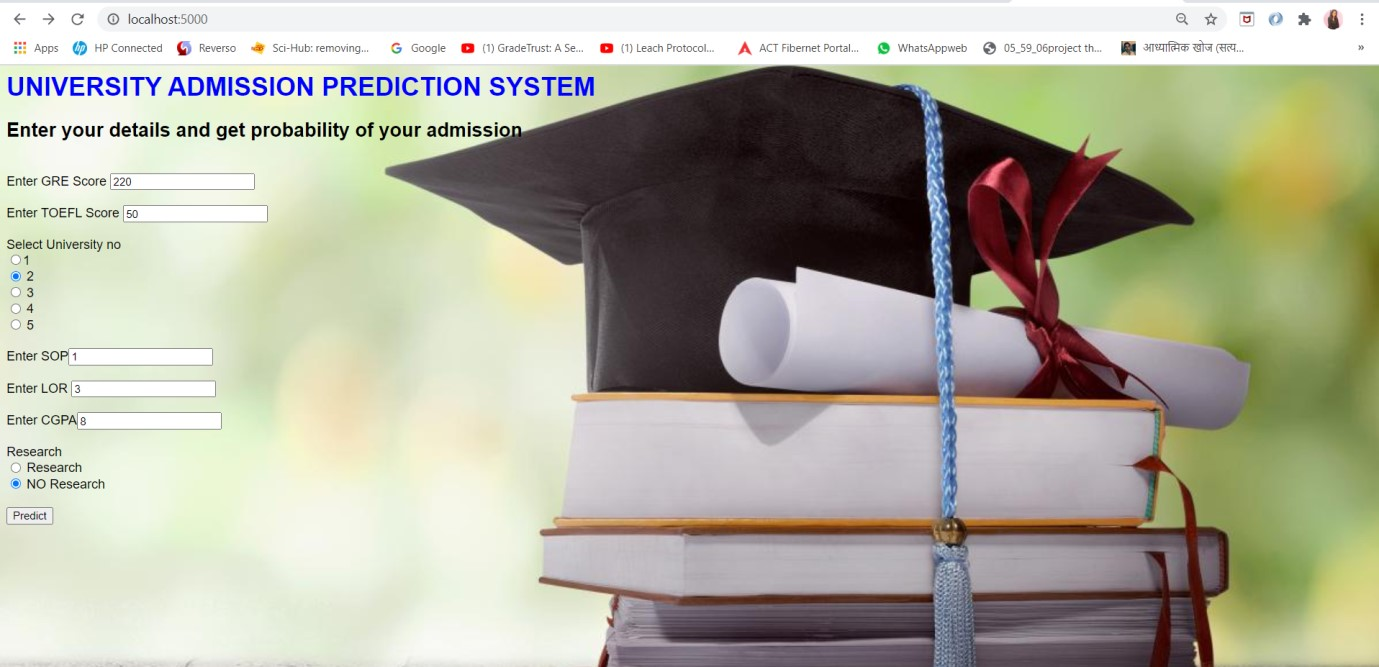 localhost:5000
Apps HP Connected Reverso Sci-Hub: removing... Google (1) GradeTrust: A Se... (1) Leach Protocol... ACT Fibernet Portal... WhatsAppweb 05_59_06project th... आध्यात्मिक खोज (सत्य... »
UNIVERSITY ADMISSION PREDICTION SYSTEM
Enter your details and get probability of your admission
Enter GRE Score 220
Enter TOEFL Score 50
Select University no
1
2
3
4
5
Enter SOP 1
Enter LOR 3
Enter CGPA 8
Research
Research
NO Research
Predict